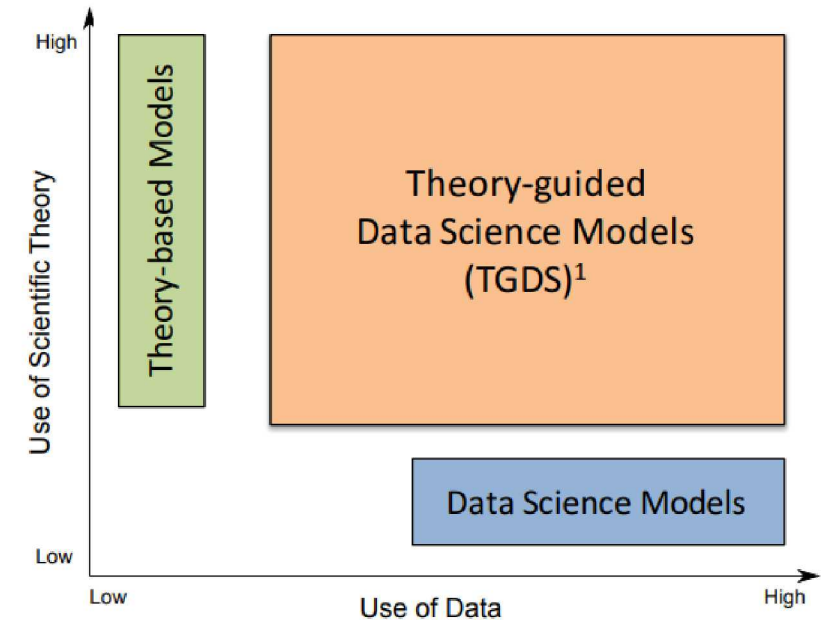 High
Use of Scientific Theory
Theory-based Models
Theory-guided
Data Science Models
(TGDS)¹
Data Science Models
Low
Low
Use of Data
High